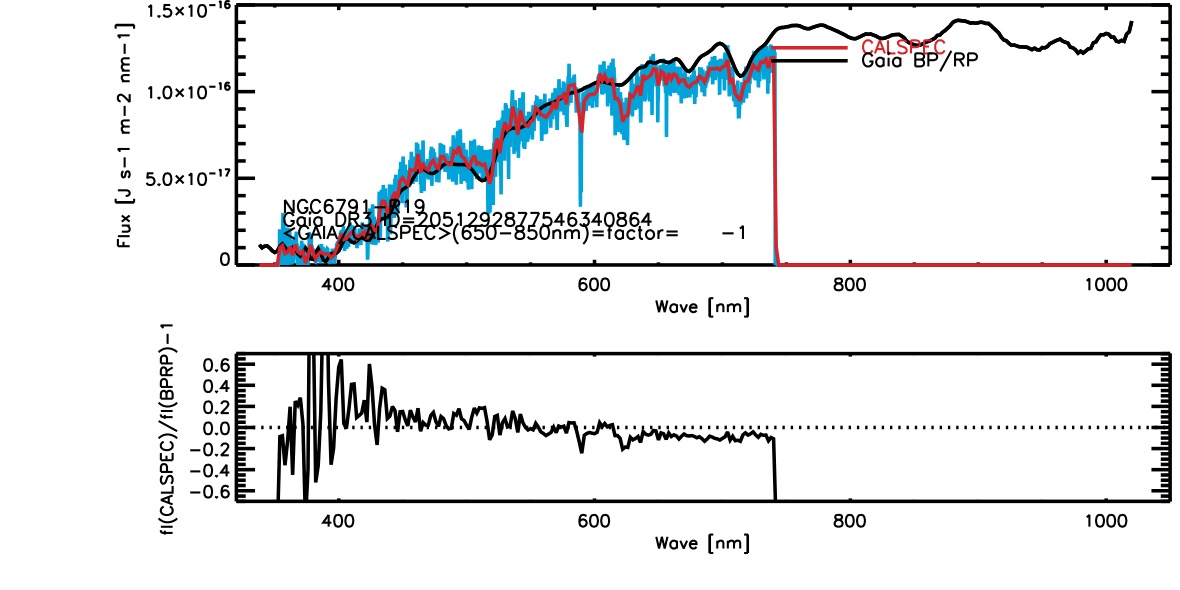 1.5×10−16
1.0×10−16
5.0×10−17
0
Flux [J s−1 m−2 nm−1]
CALSPEC
Gaia BP/RP
NGC6791−R19
Gaia DR3 ID=2051292877546340864
<GAIA/CALSPEC>(650−850nm)=factor= −1
400 600 800 1000
Wave [nm]
fl(CALSPEC)/fl(BPRP)−1
0.6
0.4
0.2
0.0
−0.2
−0.4
−0.6
400 600 800 1000
Wave [nm]